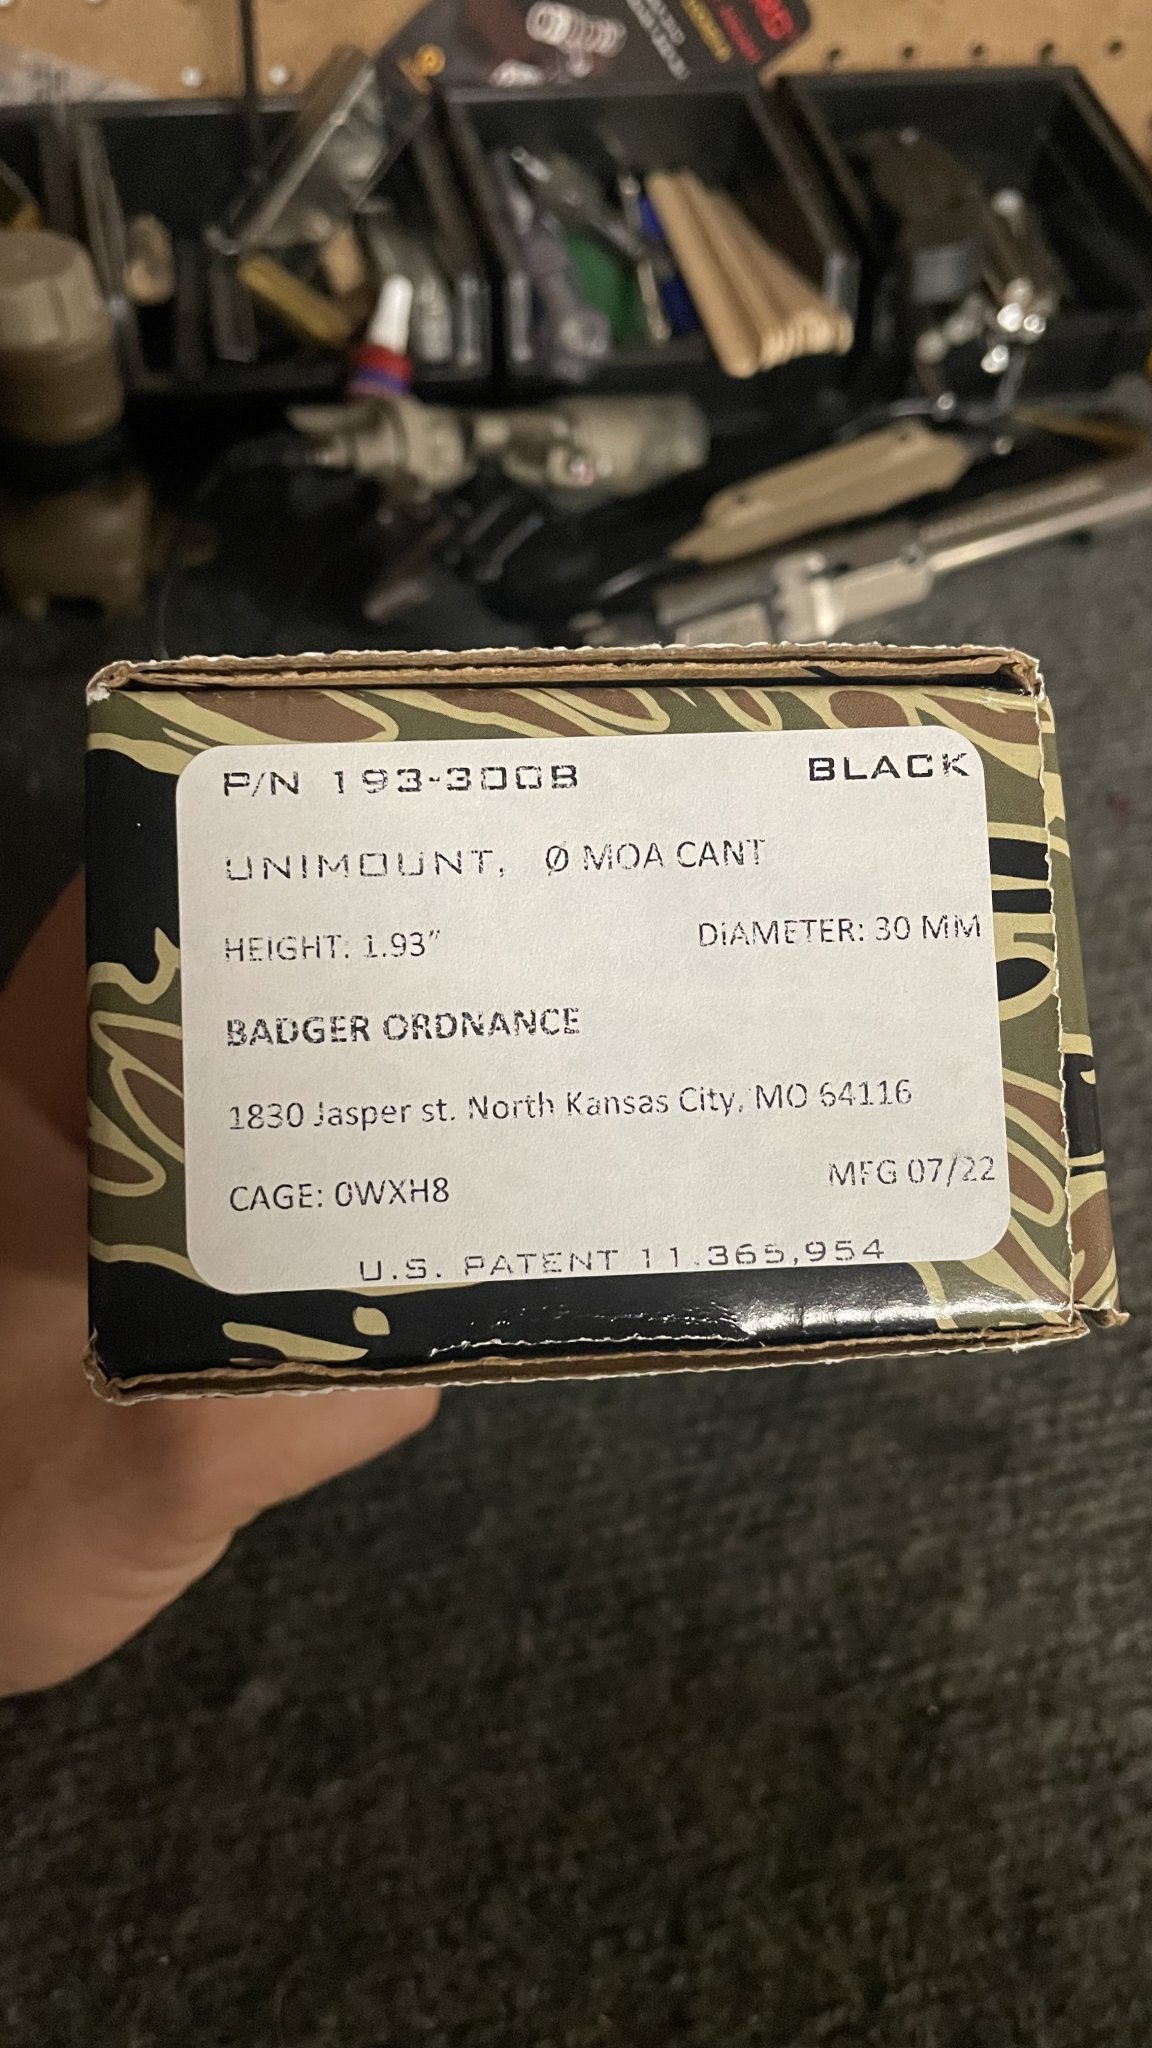 P/N 193-300B BLACK
UNIMOUNT, Ø MOA CANT
HEIGHT: 1.93” DIAMETER: 30 MM
BADGER ORDNANCE
1830 Jasper st. North Kansas City, MO 64116
CAGE: 0WXH8 MFG 07/22
U.S. PATENT 11,365,954